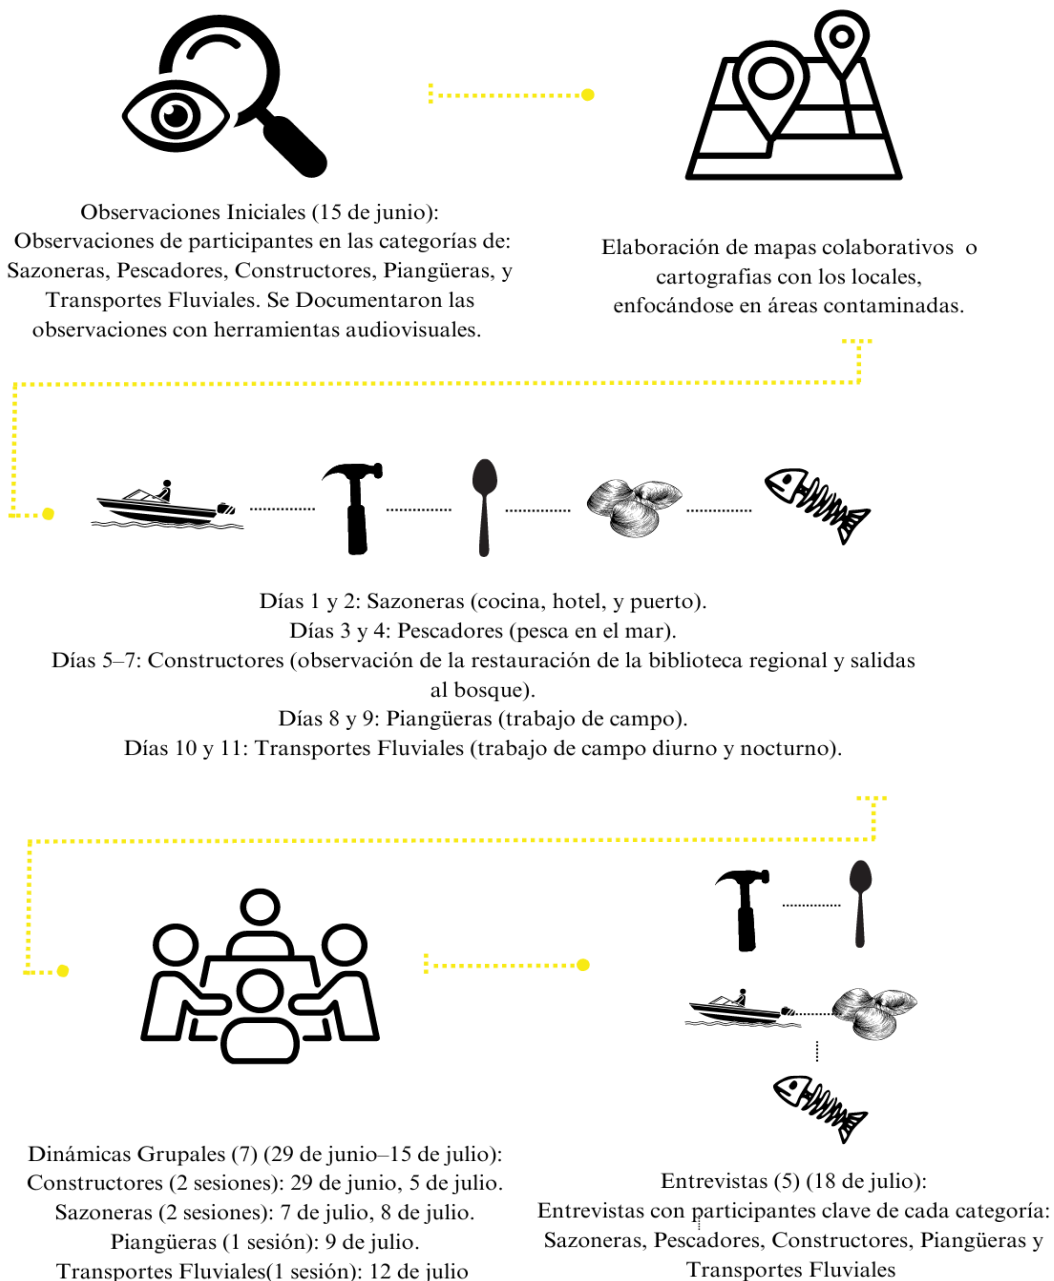 Observaciones Iniciales (15 de junio):
Observaciones de participantes en las categorías de:
Sazoneras, Pescadores, Constructores, Piangüeras, y
Transportes Fluviales. Se Documentaron las
observaciones con herramientas audiovisuales.
Elaboración de mapas colaborativos o
cartografias con los locales,
enfocándose en áreas contaminadas.
Días 1 y 2: Sazoneras (cocina, hotel, y puerto).
Días 3 y 4: Pescadores (pesca en el mar).
Días 5–7: Constructores (observación de la restauración de la biblioteca regional y salidas
al bosque).
Días 8 y 9: Piangüeras (trabajo de campo).
Días 10 y 11: Transportes Fluviales (trabajo de campo diurno y nocturno).
Dinámicas Grupales (7) (29 de junio–15 de julio):
Constructores (2 sesiones): 29 de junio, 5 de julio.
Sazoneras (2 sesiones): 7 de julio, 8 de julio.
Piangüeras (1 sesión): 9 de julio.
Transportes Fluviales(1 sesión): 12 de julio
Entrevistas (5) (18 de julio):
Entrevistas con participantes clave de cada categoría:
Sazoneras, Pescadores, Constructores, Piangüeras y
Transportes Fluviales